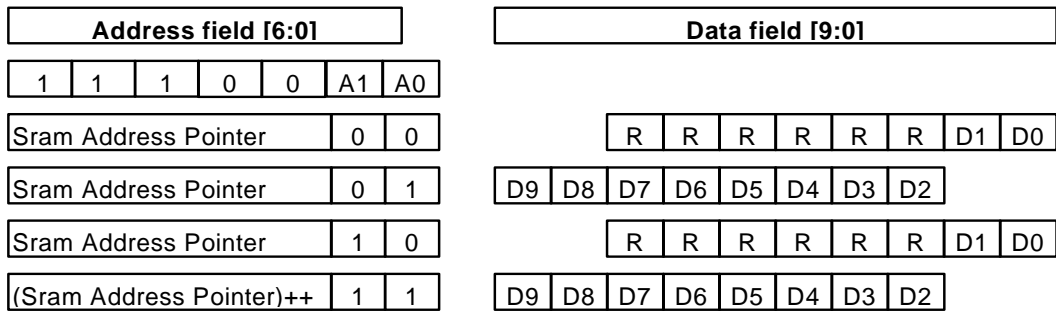 Address field [6:0] Data field [9:0]
1 1 1 0 0 A1 A0
Sram Address Pointer 0 0 R R R R R R D1 D0
Sram Address Pointer 0 1 D9 D8 D7 D6 D5 D4 D3 D2
Sram Address Pointer 1 0 R R R R R R D1 D0
(Sram Address Pointer)++ 1 1 D9 D8 D7 D6 D5 D4 D3 D2